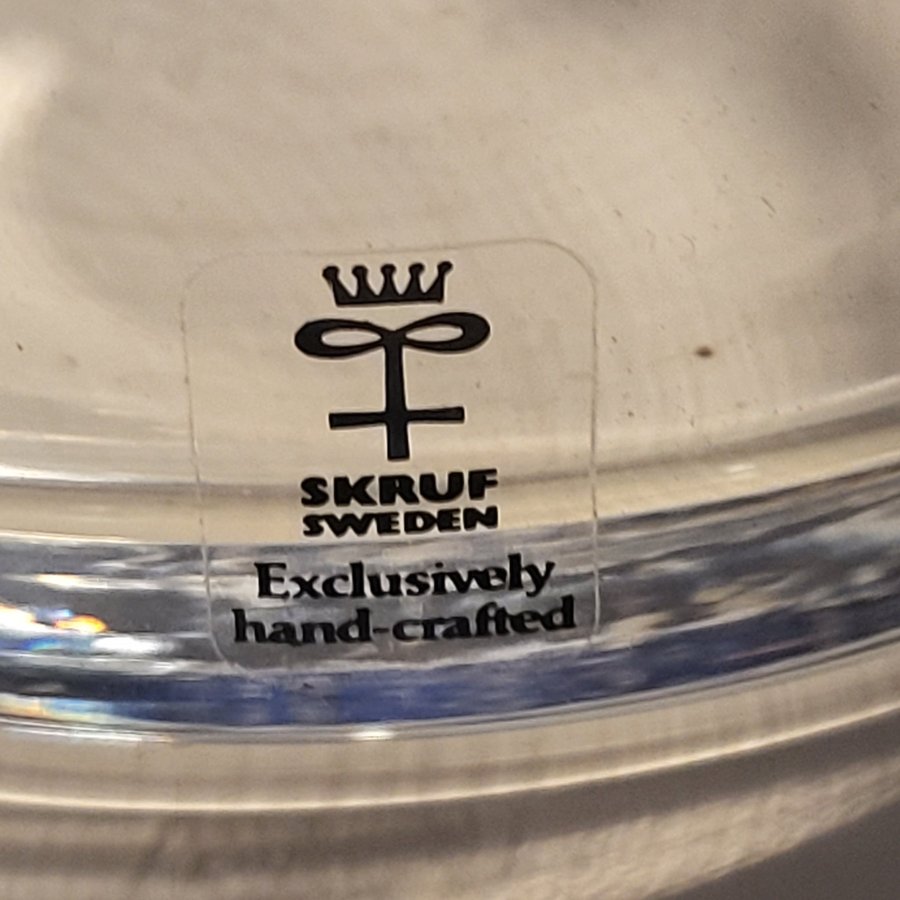 SKRUF
SWEDEN
Exclusively
hand-crafted